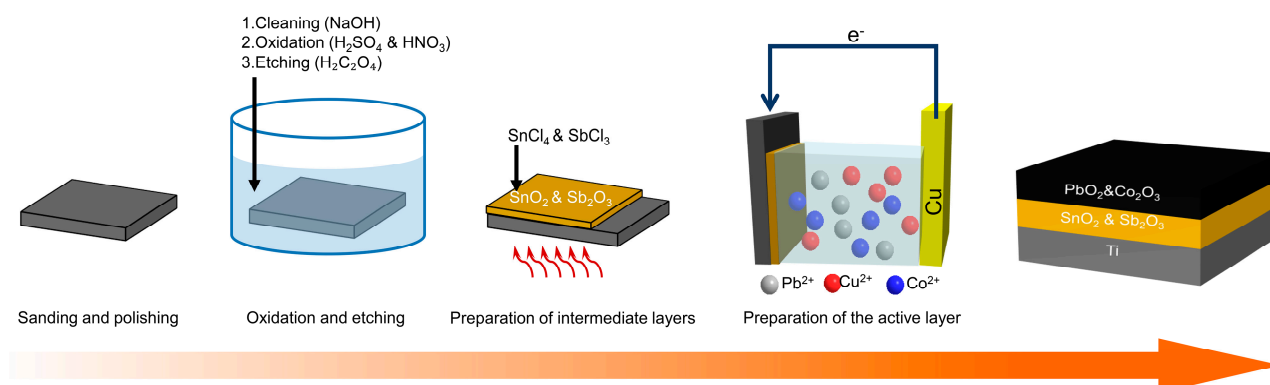 1.Cleaning (NaOH)
2.Oxidation (H₂SO₄ & HNO₃)
3.Etching (H₂C₂O₄)
SnCl₄ & SbCl₃
SnO₂ & Sb₂O₃
e⁻
Cu
Pb²⁺ Cu²⁺ Co²⁺
PbO₂&Co₂O₃
SnO₂ & Sb₂O₃
Ti
Sanding and polishing
Oxidation and etching
Preparation of intermediate layers
Preparation of the active layer